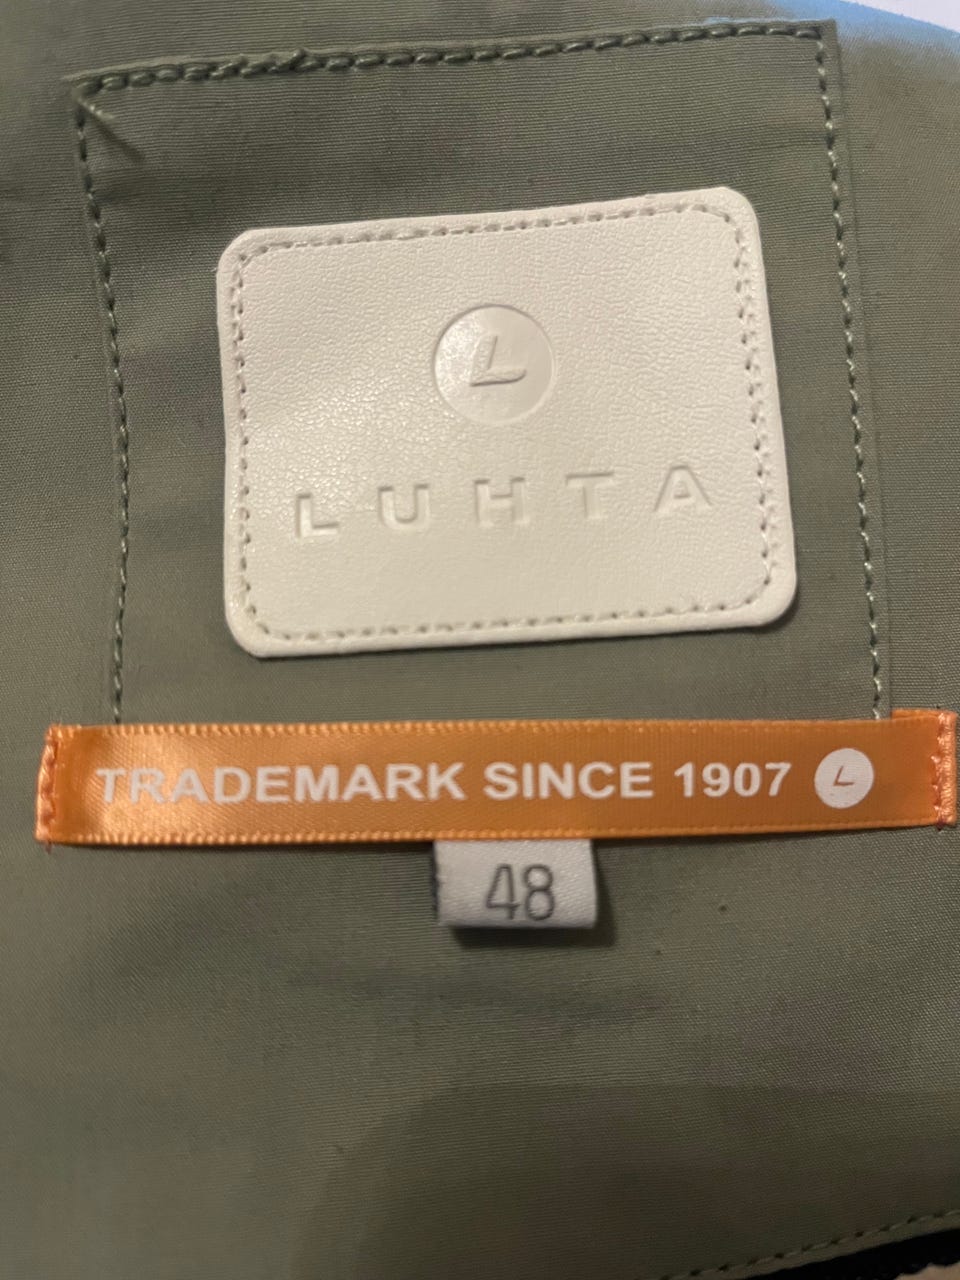 L
LUHTA
TRADEMARK SINCE 1907 L
48